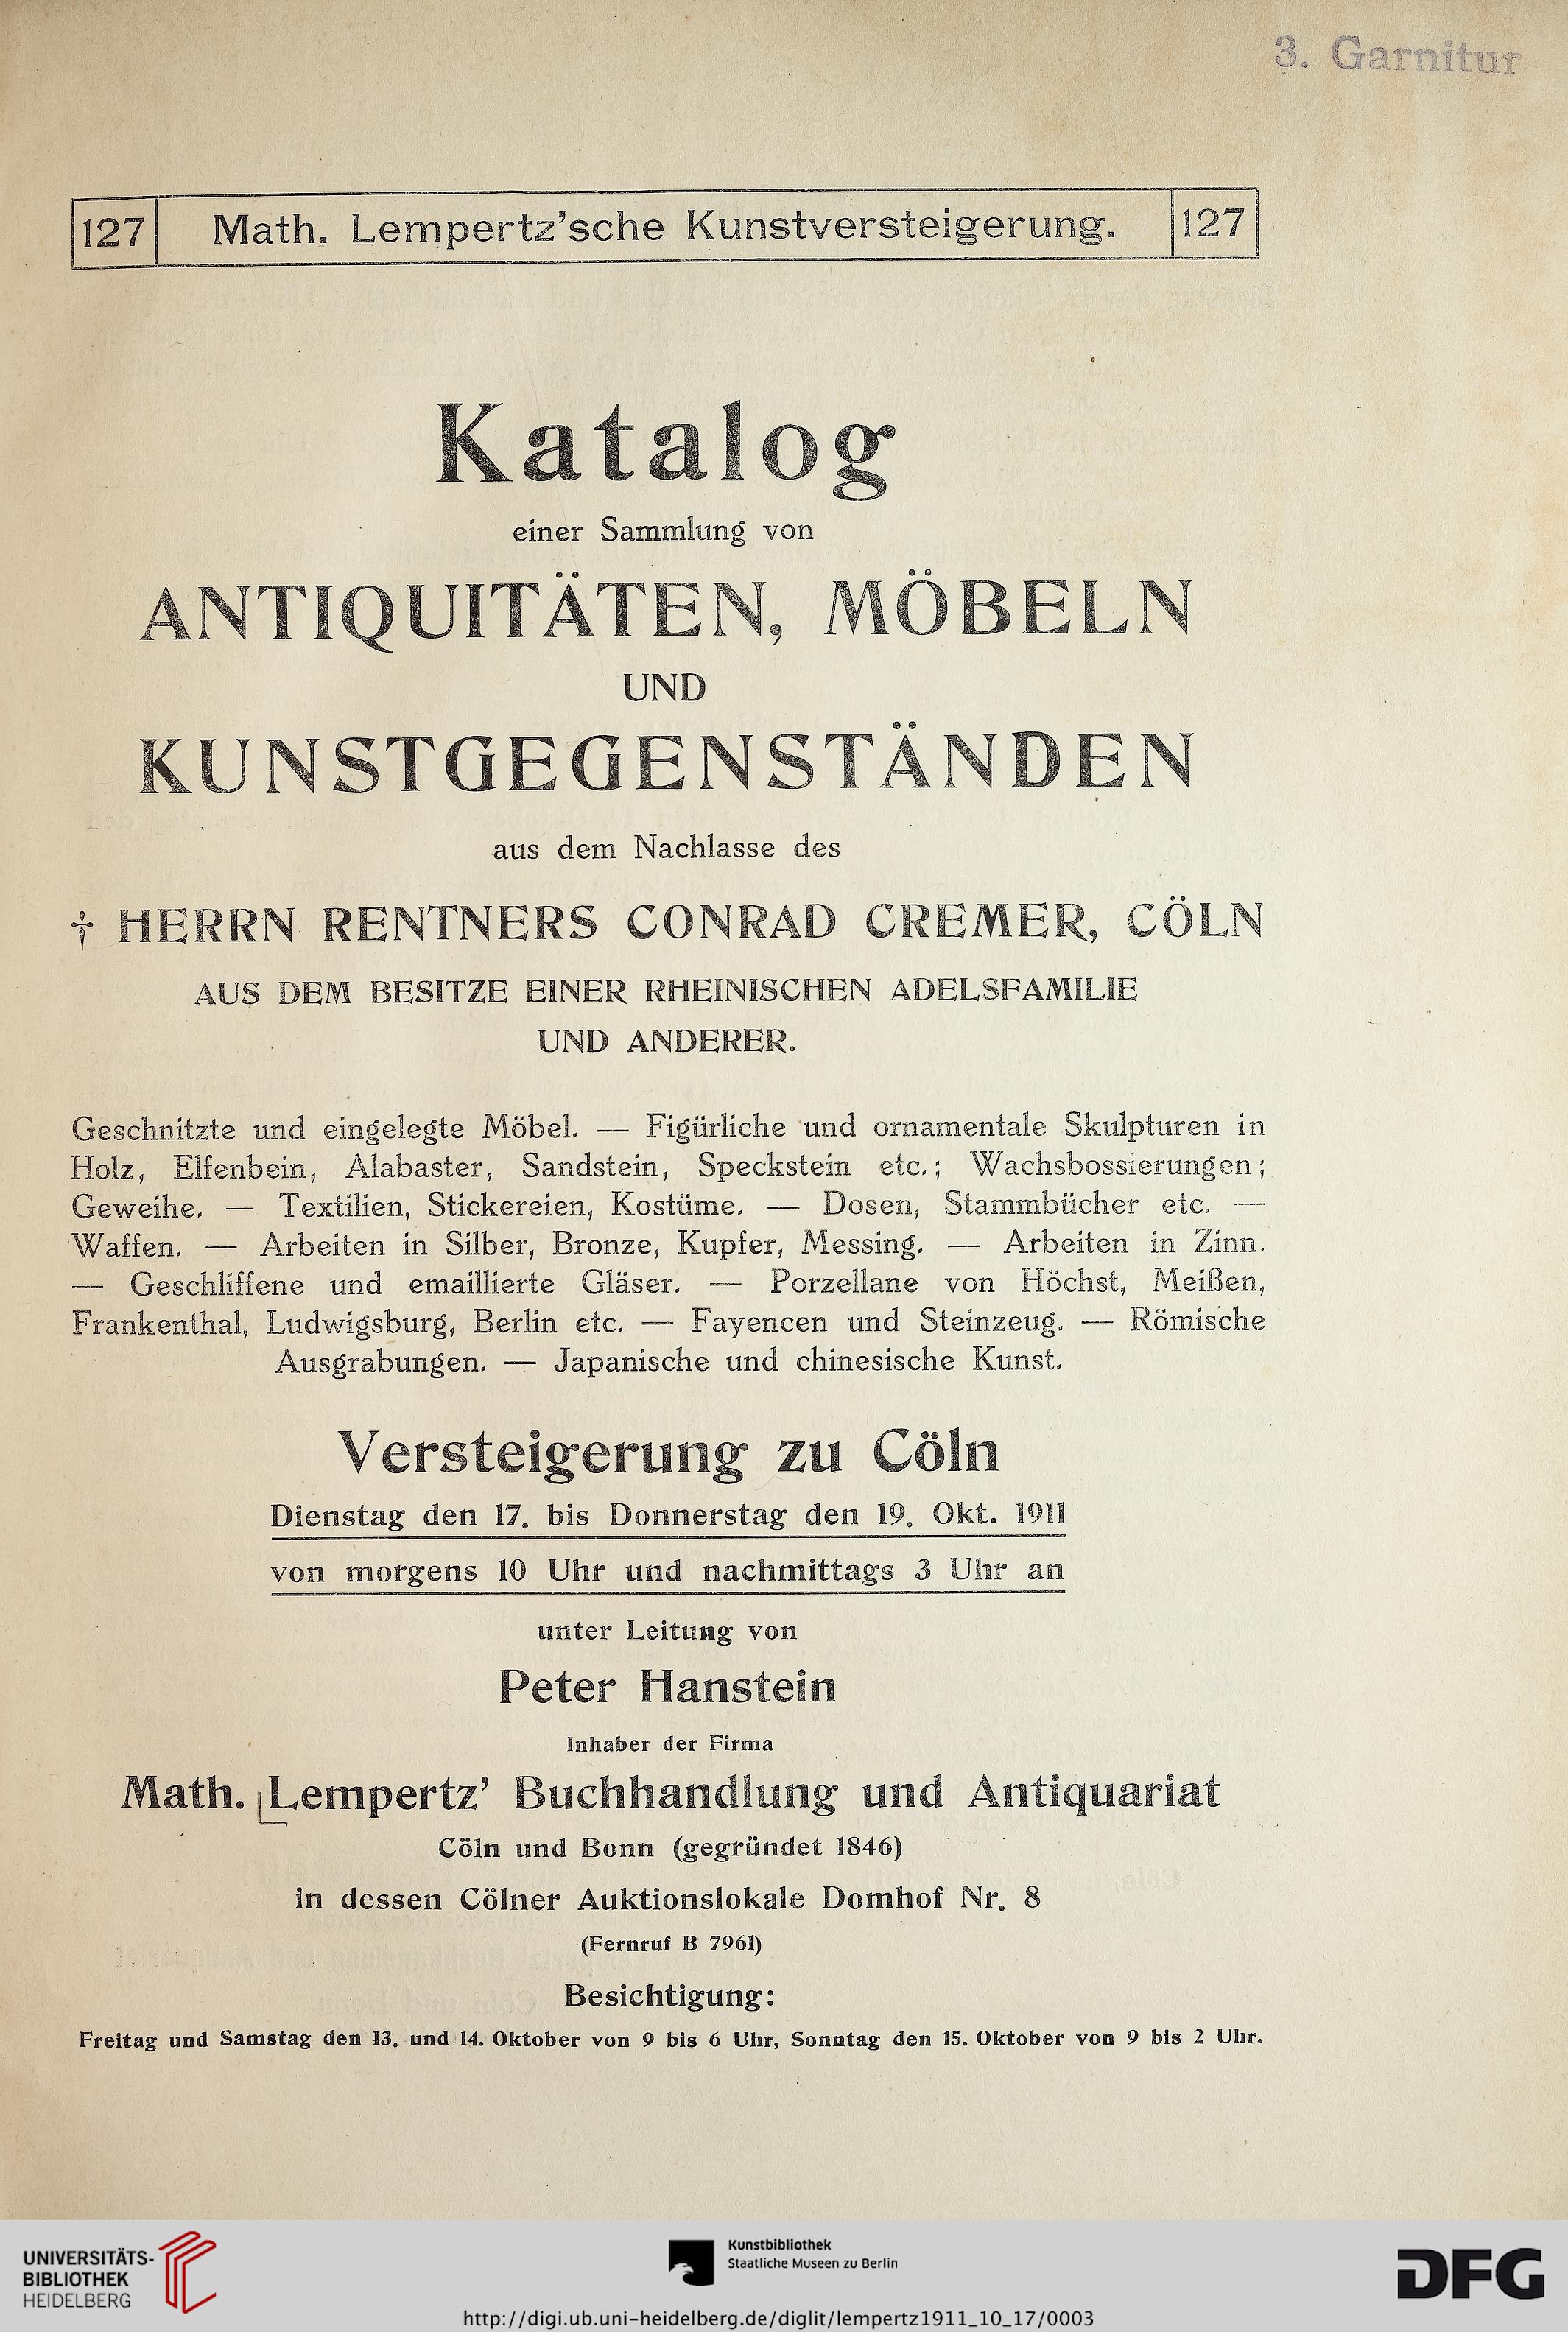 3. Garnitur
127 Math. Lempertz’sche Kunstversteigerung. 127
Katalog
einer Sammlung von
ANTIQUITÄTEN, MÖBELN
UND
KUNSTGEGENSTÄNDEN
aus dem Nachlasse des
† HERRN RENTNERS CONRAD CREMER, CÖLN
AUS DEM BESITZE EINER RHEINISCHEN ADELSFAMILIE
UND ANDERER.
Geschnitzte und eingelegte Möbel. — Figürliche und ornamentale Skulpturen in
Holz, Elfenbein, Alabaster, Sandstein, Speckstein etc.; Wachsbossierungen;
Geweihe. — Textilien, Stickereien, Kostüme. — Dosen, Stammbücher etc. —
Waffen. — Arbeiten in Silber, Bronze, Kupfer, Messing. — Arbeiten in Zinn.
— Geschliffene und emaillierte Gläser. — Porzellane von Höchst, Meißen,
Frankenthal, Ludwigsburg, Berlin etc. — Fayencen und Steinzeug. — Römische
Ausgrabungen. — Japanische und chinesische Kunst.
Versteigerung zu Cöln
Dienstag den 17. bis Donnerstag den 19. Okt. 1911
von morgens 10 Uhr und nachmittags 3 Uhr an
unter Leitung von
Peter Hanstein
Inhaber der Firma
Math. Lempertz’ Buchhandlung und Antiquariat
Cöln und Bonn (gegründet 1846)
in dessen Cölner Auktionslokale Domhof Nr. 8
(Fernruf B 7961)
Besichtigung:
Freitag und Samstag den 13. und 14. Oktober von 9 bis 6 Uhr, Sonntag den 15. Oktober von 9 bis 2 Uhr.
UNIVERSITÄTS-
BIBLIOTHEK
HEIDELBERG
Kunstbibliothek
Staatliche Museen zu Berlin
DFG
http://digi.ub.uni-heidelberg.de/diglit/lempertz1911_10_17/0003